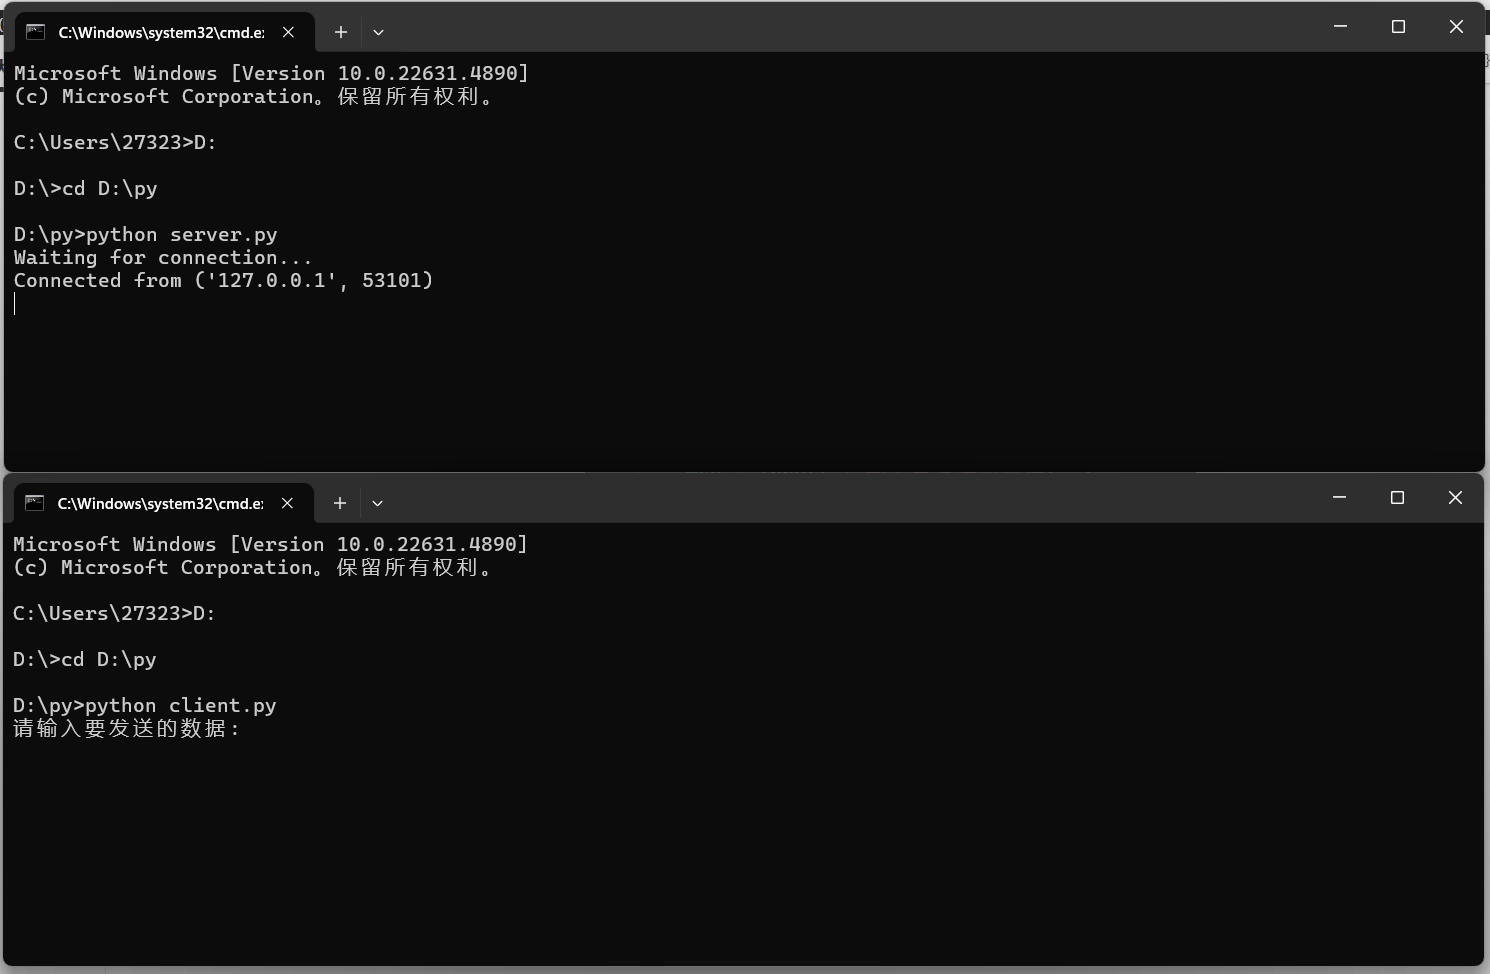 C:\Windows\system32\cmd.e
Microsoft Windows [Version 10.0.22631.4890]
(c) Microsoft Corporation。保留所有权利。
C:\Users\27323>D:
D:\>cd D:\py
D:\py>python server.py
Waiting for connection...
Connected from ('127.0.0.1', 53101)
C:\Windows\system32\cmd.e
Microsoft Windows [Version 10.0.22631.4890]
(c) Microsoft Corporation。保留所有权利。
C:\Users\27323>D:
D:\>cd D:\py
D:\py>python client.py
请输入要发送的数据: